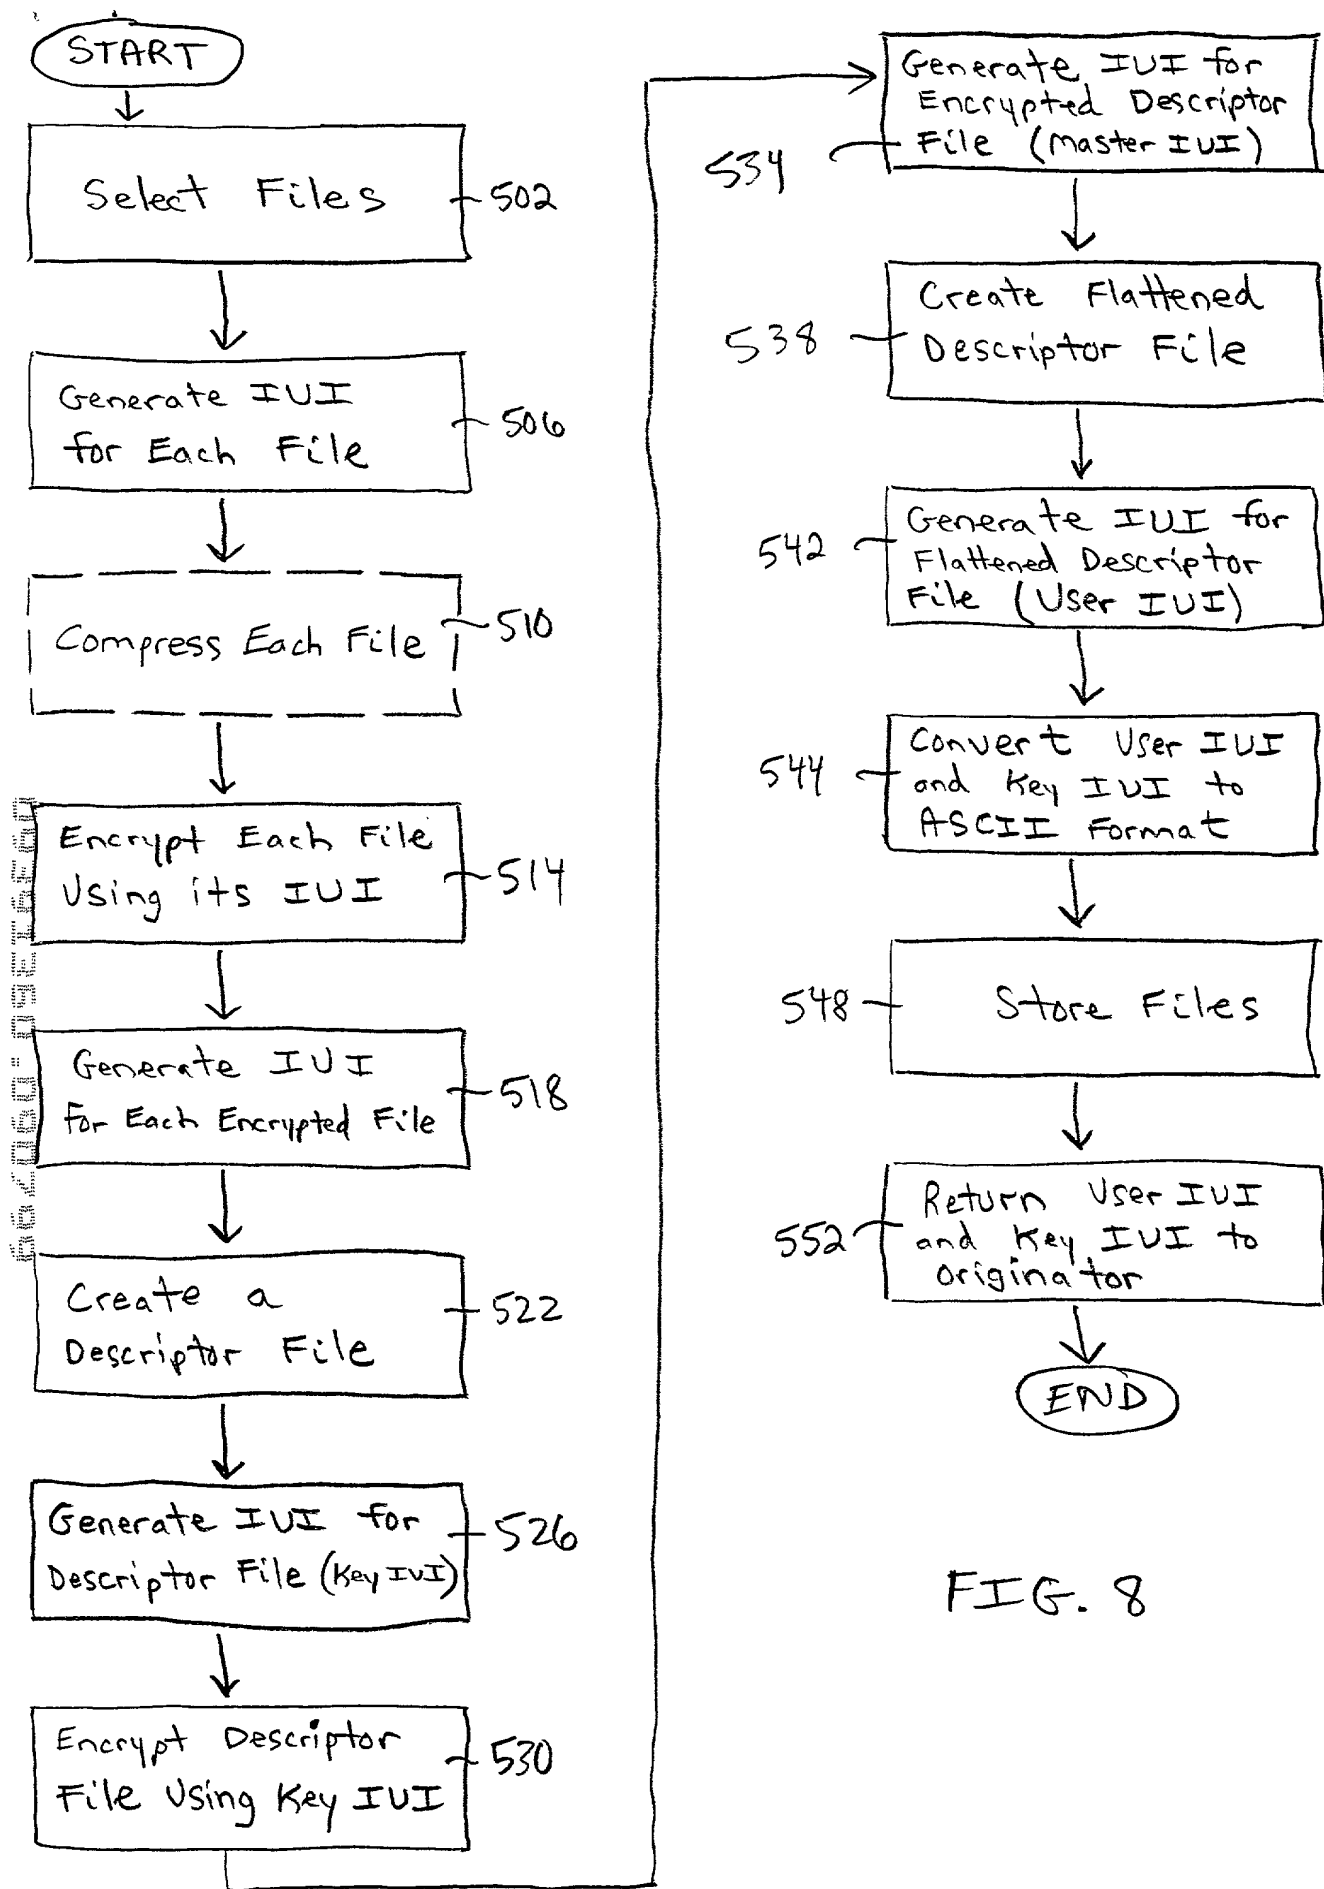 START
Select Files
502
Generate IUI
for Each File
506
Compress Each File
510
Encrypt Each File
Using its IUI
514
Generate IUI
for Each Encrypted File
518
Create a
Descriptor File
522
Generate IUI for
Descriptor File (Key IUI)
526
Encrypt Descriptor
File Using Key IUI
530
Generate IUI for
Encrypted Descriptor
File (Master IUI)
534
Create Flattened
Descriptor File
538
Generate IUI for
Flattened Descriptor
File (User IUI)
542
Convert User IUI
and Key IUI to
ASCII Format
544
Store Files
548
Return User IUI
and Key IUI to
Originator
552
END
FIG. 8